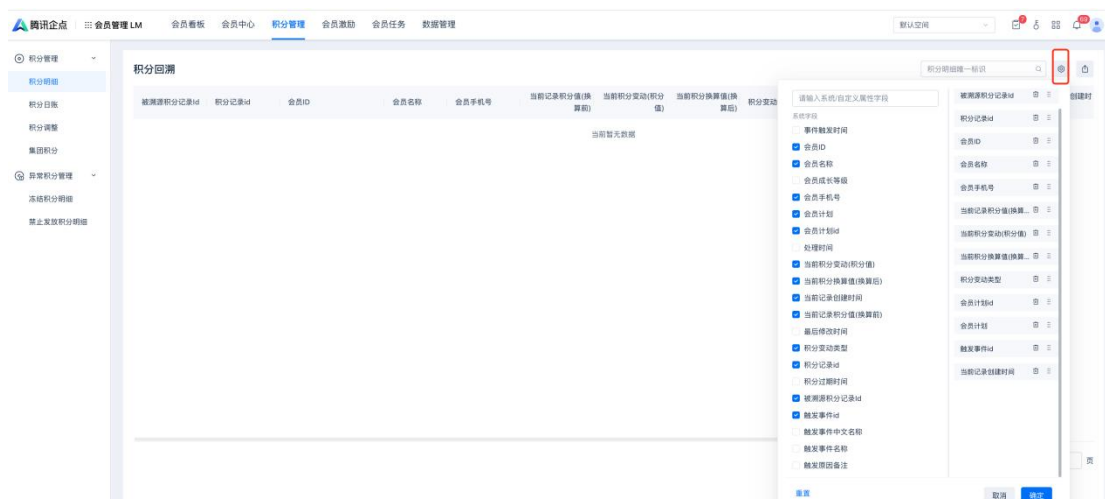 腾讯企点 会员管理 LM 会员看板 会员中心 积分管理 会员激励 会员任务 数据管理 默认空间 7 69
积分管理
积分明细
积分日账
积分调整
集团积分
异常积分管理
冻结积分明细
禁止发放积分明细
积分回溯
积分明细唯一标识
被溯源积分记录Id 积分记录id 会员ID 会员名称 会员手机号 当前记录积分值(换算前) 当前积分变动(积分值) 当前积分换算值(换算后) 积分变动 创建时
当前暂无数据
请输入系统/自定义属性字段
系统字段
事件触发时间
会员ID
会员名称
会员成长等级
会员手机号
会员计划
会员计划id
处理时间
当前积分变动(积分值)
当前积分换算值(换算后)
当前记录创建时间
当前记录积分值(换算前)
最后修改时间
积分变动类型
积分记录id
积分过期时间
被溯源积分记录Id
触发事件id
触发事件中文名称
触发事件名称
触发原因备注
重置
被溯源积分记录Id
积分记录id
会员ID
会员名称
会员手机号
当前记录积分值(换算...
当前积分变动(积分值)
当前积分换算值(换算...
积分变动类型
会员计划id
会员计划
触发事件id
当前记录创建时间
取消 确定
页